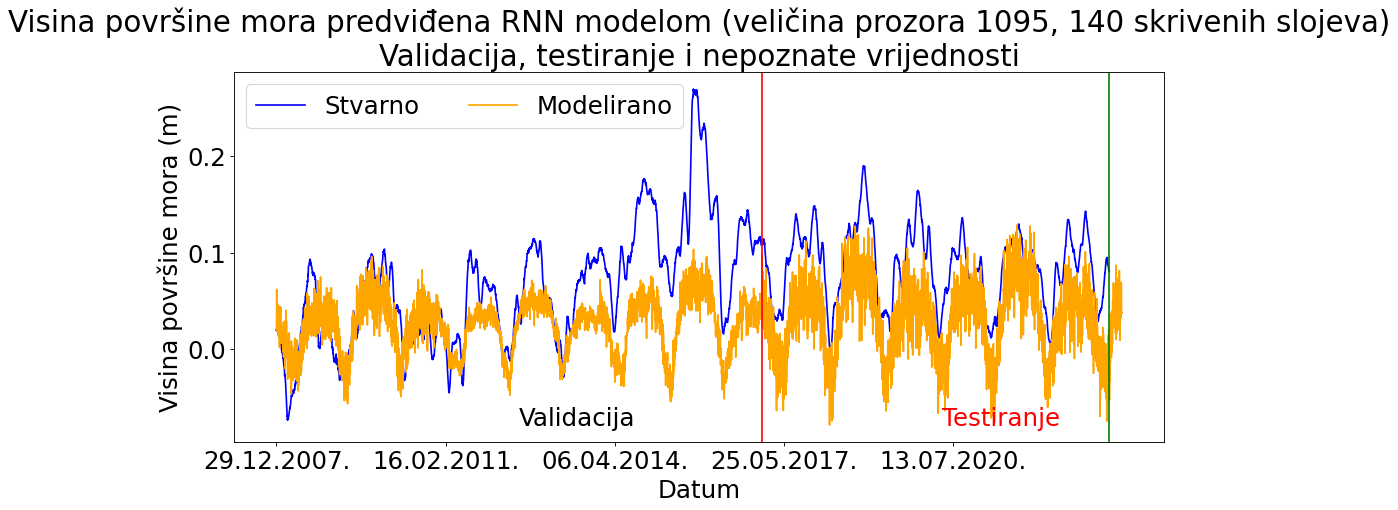 Visina površine mora predviđena RNN modelom (veličina prozora 1095, 140 skrivenih slojeva)
Validacija, testiranje i nepoznate vrijednosti
Stvarno
Modelirano
Visina površine mora (m)
0.2
0.1
0.0
Validacija
Testiranje
29.12.2007.
16.02.2011.
06.04.2014.
25.05.2017.
13.07.2020.
Datum